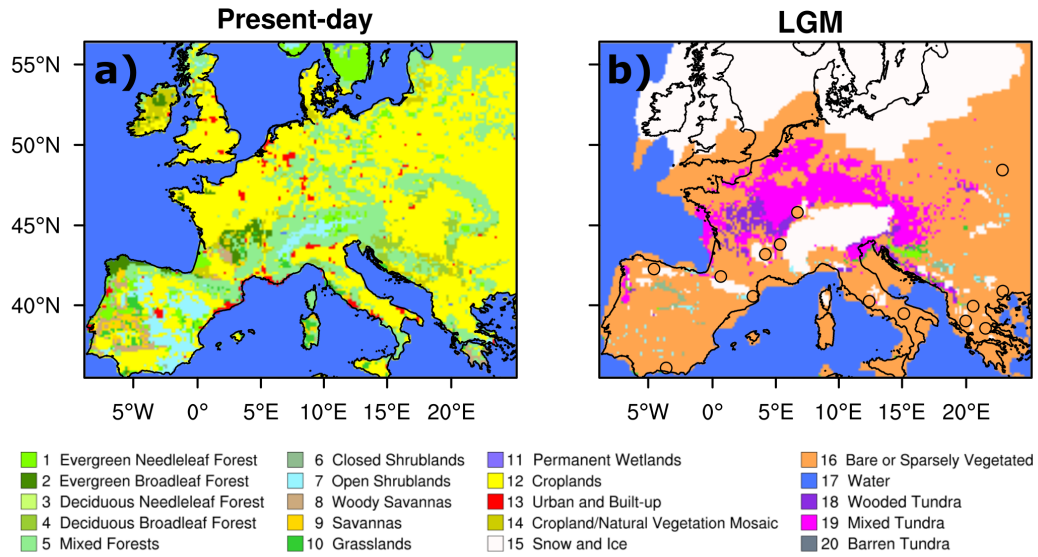 Present-day
LGM
a)
b)
55°N
50°N
45°N
40°N
55°N
50°N
45°N
40°N
5°W 0° 5°E 10°E 15°E 20°E
5°W 0° 5°E 10°E 15°E 20°E
1 Evergreen Needleleaf Forest
2 Evergreen Broadleaf Forest
3 Deciduous Needleleaf Forest
4 Deciduous Broadleaf Forest
5 Mixed Forests
6 Closed Shrublands
7 Open Shrublands
8 Woody Savannas
9 Savannas
10 Grasslands
11 Permanent Wetlands
12 Croplands
13 Urban and Built-up
14 Cropland/Natural Vegetation Mosaic
15 Snow and Ice
16 Bare or Sparsely Vegetated
17 Water
18 Wooded Tundra
19 Mixed Tundra
20 Barren Tundra